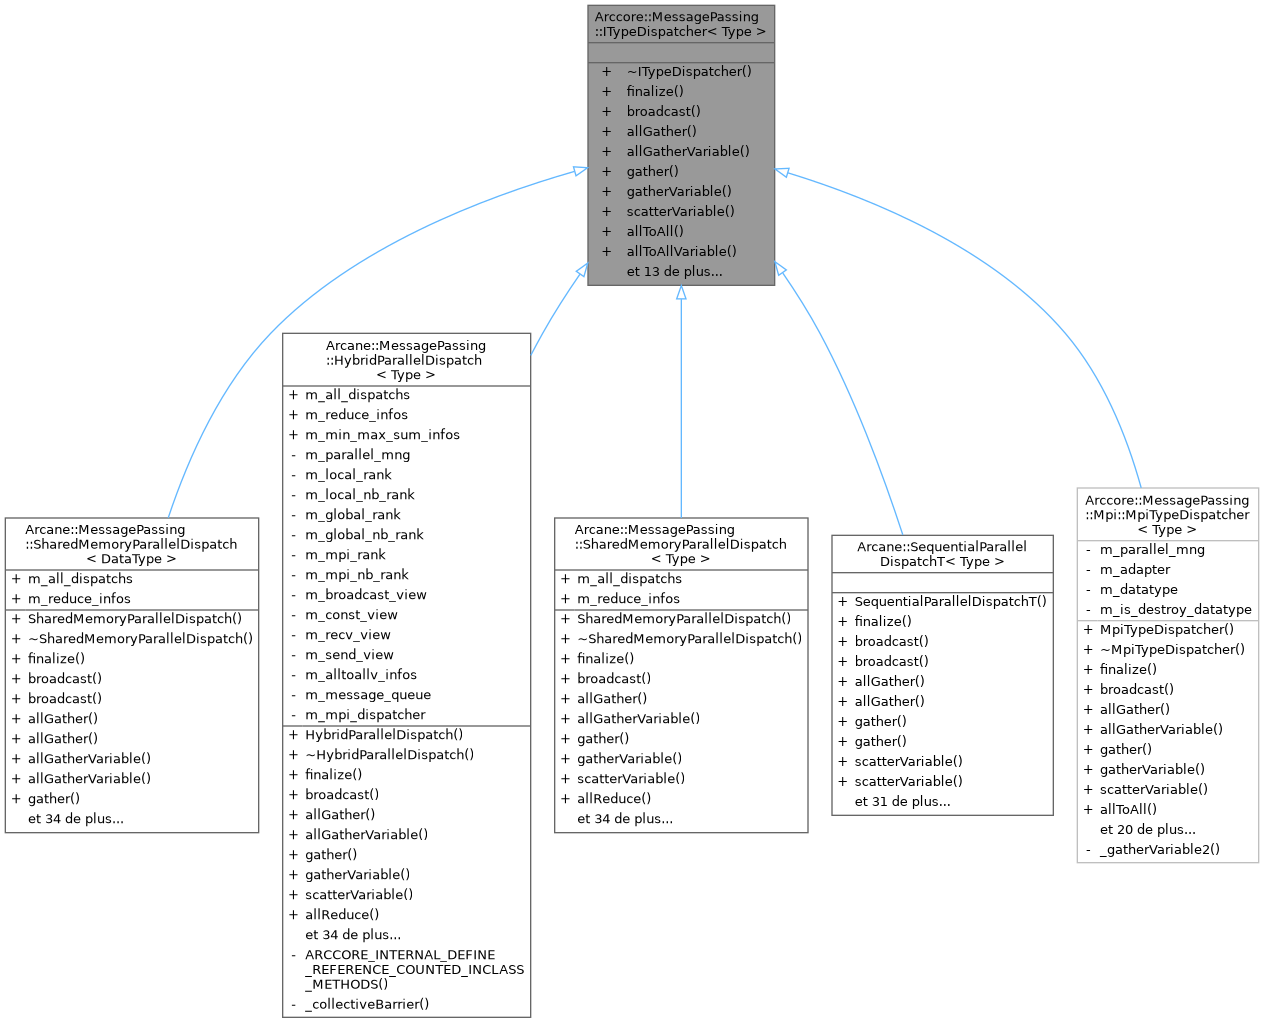 Arccore::MessagePassing
::ITypeDispatcher< Type >
+ ~ITypeDispatcher()
+ finalize()
+ broadcast()
+ allGather()
+ allGatherVariable()
+ gather()
+ gatherVariable()
+ scatterVariable()
+ allToAll()
+ allToAllVariable()
et 13 de plus...
Arcane::MessagePassing
::SharedMemoryParallelDispatch
< DataType >
+ m_all_dispatchs
+ m_reduce_infos
+ SharedMemoryParallelDispatch()
+ ~SharedMemoryParallelDispatch()
+ finalize()
+ broadcast()
+ broadcast()
+ allGather()
+ allGather()
+ allGatherVariable()
+ allGatherVariable()
+ gather()
et 34 de plus...
Arcane::MessagePassing
::HybridParallelDispatch
< Type >
+ m_all_dispatchs
+ m_reduce_infos
+ m_min_max_sum_infos
- m_parallel_mng
- m_local_rank
- m_local_nb_rank
- m_global_rank
- m_global_nb_rank
- m_mpi_rank
- m_mpi_nb_rank
- m_broadcast_view
- m_const_view
- m_recv_view
- m_send_view
- m_alltoallv_infos
- m_message_queue
- m_mpi_dispatcher
+ HybridParallelDispatch()
+ ~HybridParallelDispatch()
+ finalize()
+ broadcast()
+ allGather()
+ allGatherVariable()
+ gather()
+ gatherVariable()
+ scatterVariable()
+ allReduce()
et 34 de plus...
- ARCCORE_INTERNAL_DEFINE
_REFERENCE_COUNTED_INCLASS
_METHODS()
- _collectiveBarrier()
Arcane::MessagePassing
::SharedMemoryParallelDispatch
< Type >
+ m_all_dispatchs
+ m_reduce_infos
+ SharedMemoryParallelDispatch()
+ ~SharedMemoryParallelDispatch()
+ finalize()
+ broadcast()
+ allGather()
+ allGatherVariable()
+ gather()
+ gatherVariable()
+ scatterVariable()
+ allReduce()
et 34 de plus...
Arcane::SequentialParallel
DispatchT< Type >
+ SequentialParallelDispatchT()
+ finalize()
+ broadcast()
+ broadcast()
+ allGather()
+ allGather()
+ gather()
+ gather()
+ scatterVariable()
+ scatterVariable()
et 31 de plus...
Arccore::MessagePassing
::Mpi::MpiTypeDispatcher
< Type >
- m_parallel_mng
- m_adapter
- m_datatype
- m_is_destroy_datatype
+ MpiTypeDispatcher()
+ ~MpiTypeDispatcher()
+ finalize()
+ broadcast()
+ allGather()
+ allGatherVariable()
+ gather()
+ gatherVariable()
+ scatterVariable()
+ allToAll()
et 20 de plus...
- _gatherVariable2()